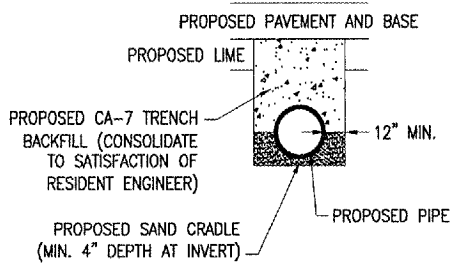 PROPOSED PAVEMENT AND BASE
PROPOSED LIME
PROPOSED CA-7 TRENCH
BACKFILL (CONSOLIDATE
TO SATISFACTION OF
RESIDENT ENGINEER)
12" MIN.
PROPOSED PIPE
PROPOSED SAND CRADLE
(MIN. 4" DEPTH AT INVERT)